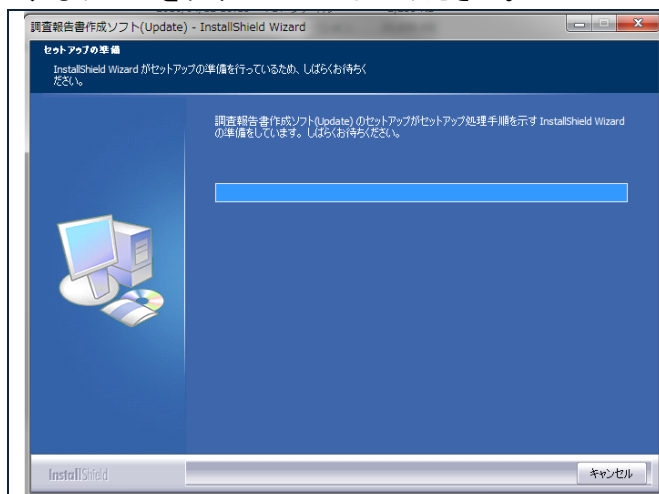 調査報告書作成ソフト(Update) - InstallShield Wizard
セットアップの準備
InstallShield Wizard がセットアップの準備を行っているため、しばらくお待ちく
ださい。
調査報告書作成ソフト(Update) のセットアップがセットアップ処理手順を示す InstallShield Wizard
の準備をしています。しばらくお待ちください。
InstallShield
キャンセル